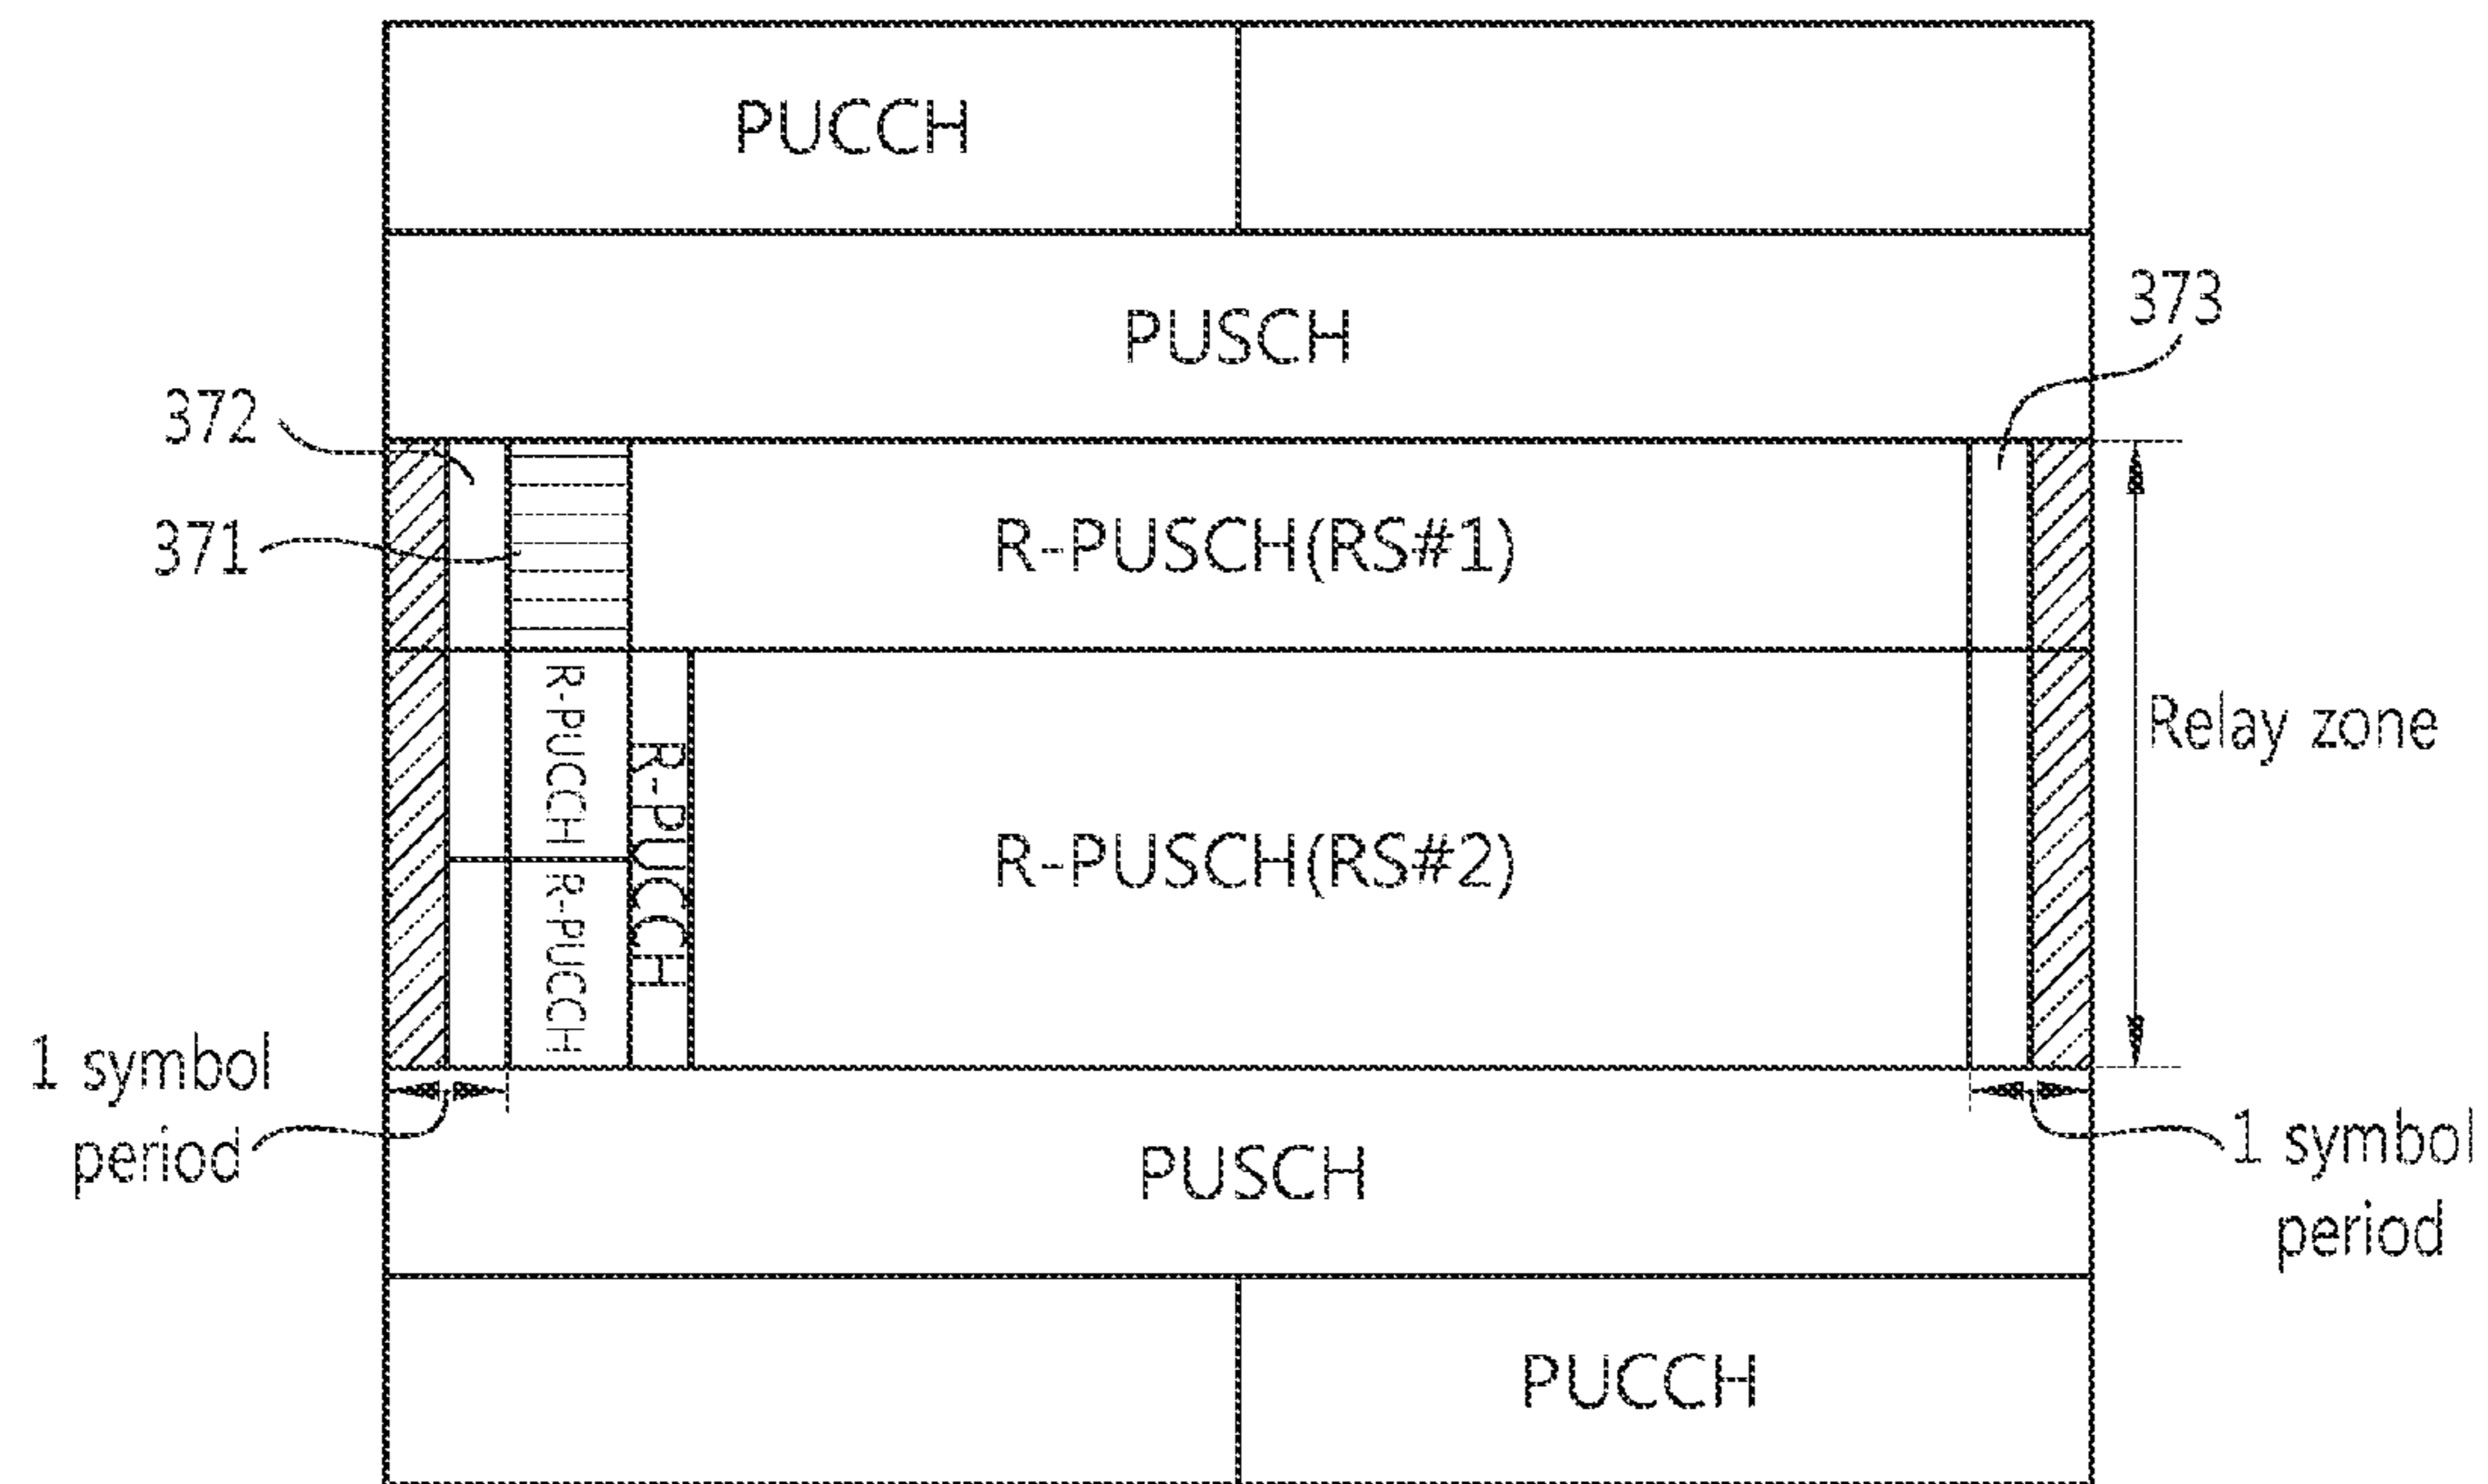 PUCCH
PUSCH
373
372
371
R-PUSCH(RS#1)
R-PUCCH
R-PUCCH
R-PUCCH
R-PUSCH(RS#2)
Relay zone
1 symbol
period
1 symbol
period
PUSCH
PUCCH